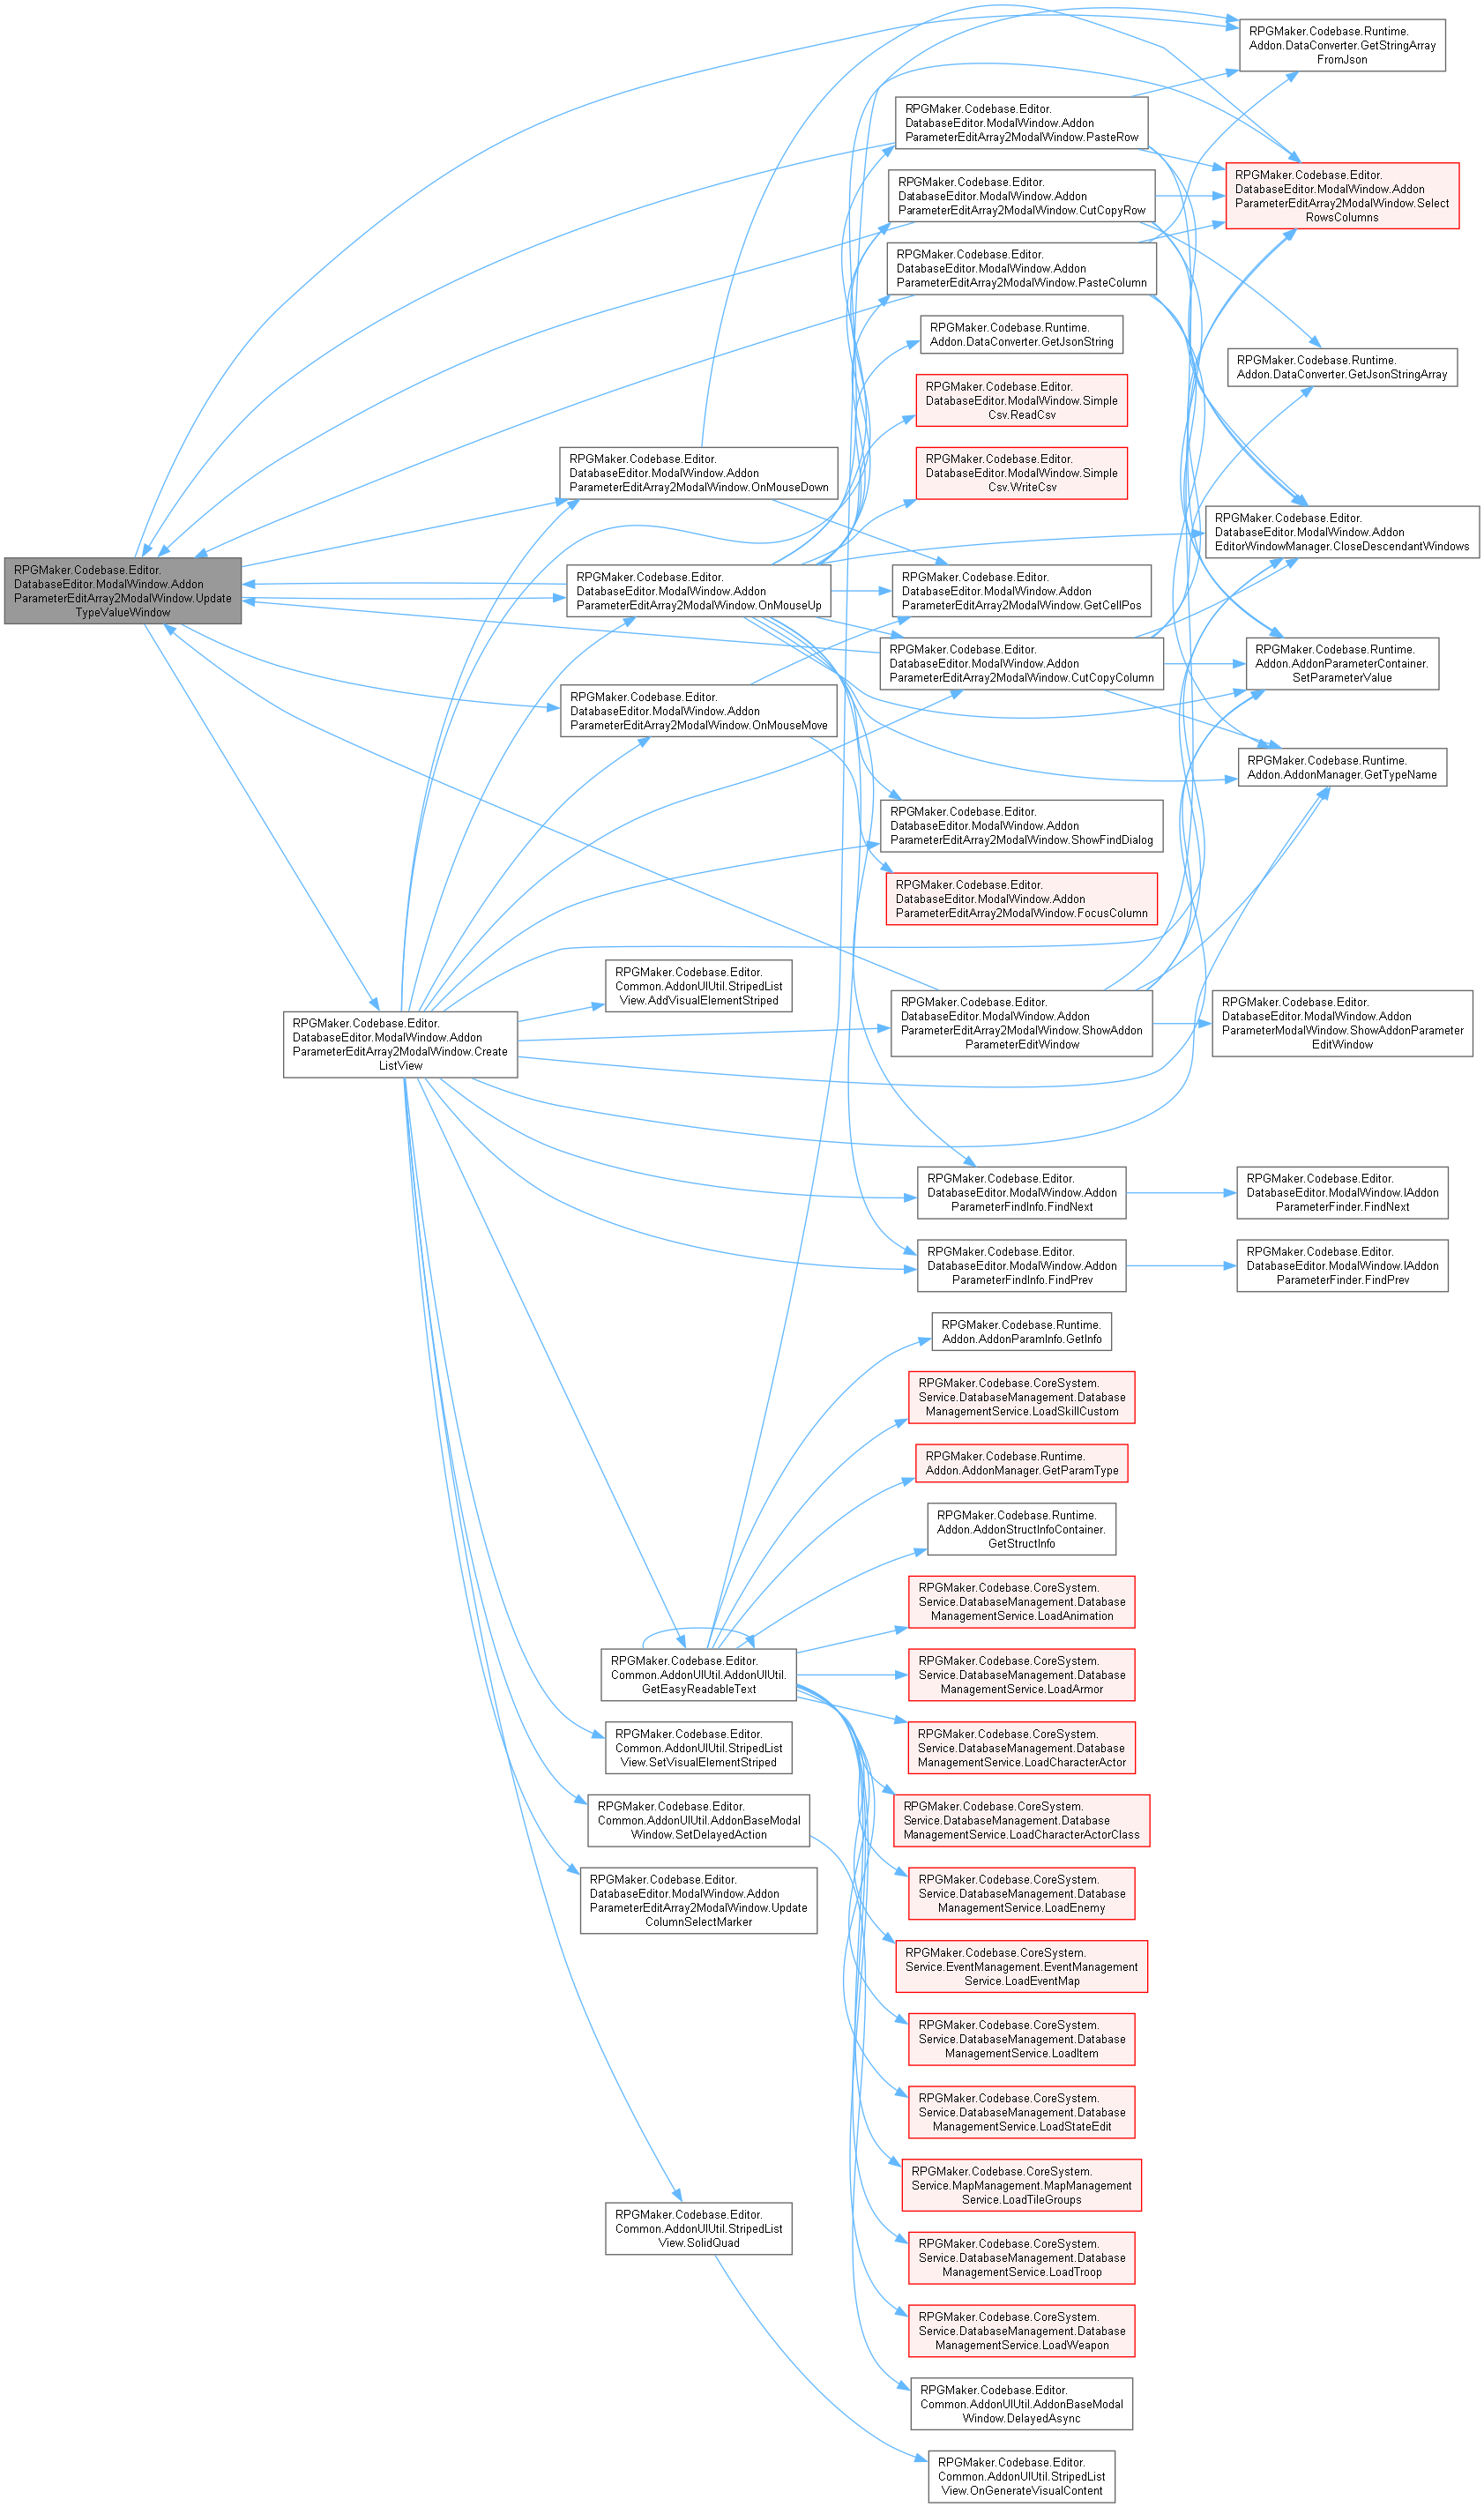 RPGMaker.Codebase.Editor.
DatabaseEditor.ModalWindow.Addon
ParameterEditArray2ModalWindow.Update
TypeValueWindow
RPGMaker.Codebase.Editor.
DatabaseEditor.ModalWindow.Addon
ParameterEditArray2ModalWindow.Create
ListView
RPGMaker.Codebase.Editor.
DatabaseEditor.ModalWindow.Addon
ParameterEditArray2ModalWindow.OnMouseDown
RPGMaker.Codebase.Editor.
DatabaseEditor.ModalWindow.Addon
ParameterEditArray2ModalWindow.OnMouseUp
RPGMaker.Codebase.Editor.
DatabaseEditor.ModalWindow.Addon
ParameterEditArray2ModalWindow.OnMouseMove
RPGMaker.Codebase.Editor.
Common.AddonUIUtil.StripedList
View.AddVisualElementStriped
RPGMaker.Codebase.Editor.
Common.AddonUIUtil.AddonUIUtil.
GetEasyReadableText
RPGMaker.Codebase.Editor.
Common.AddonUIUtil.StripedList
View.SetVisualElementStriped
RPGMaker.Codebase.Editor.
Common.AddonUIUtil.AddonBaseModal
Window.SetDelayedAction
RPGMaker.Codebase.Editor.
DatabaseEditor.ModalWindow.Addon
ParameterEditArray2ModalWindow.Update
ColumnSelectMarker
RPGMaker.Codebase.Editor.
Common.AddonUIUtil.StripedList
View.SolidQuad
RPGMaker.Codebase.Editor.
DatabaseEditor.ModalWindow.Addon
ParameterEditArray2ModalWindow.PasteRow
RPGMaker.Codebase.Editor.
DatabaseEditor.ModalWindow.Addon
ParameterEditArray2ModalWindow.CutCopyRow
RPGMaker.Codebase.Editor.
DatabaseEditor.ModalWindow.Addon
ParameterEditArray2ModalWindow.PasteColumn
RPGMaker.Codebase.Runtime.
Addon.DataConverter.GetJsonString
RPGMaker.Codebase.Editor.
DatabaseEditor.ModalWindow.Simple
Csv.ReadCsv
RPGMaker.Codebase.Editor.
DatabaseEditor.ModalWindow.Simple
Csv.WriteCsv
RPGMaker.Codebase.Editor.
DatabaseEditor.ModalWindow.Addon
ParameterEditArray2ModalWindow.GetCellPos
RPGMaker.Codebase.Editor.
DatabaseEditor.ModalWindow.Addon
ParameterEditArray2ModalWindow.CutCopyColumn
RPGMaker.Codebase.Editor.
DatabaseEditor.ModalWindow.Addon
ParameterEditArray2ModalWindow.ShowFindDialog
RPGMaker.Codebase.Editor.
DatabaseEditor.ModalWindow.Addon
ParameterEditArray2ModalWindow.FocusColumn
RPGMaker.Codebase.Editor.
DatabaseEditor.ModalWindow.Addon
ParameterEditArray2ModalWindow.ShowAddon
ParameterEditWindow
RPGMaker.Codebase.Editor.
DatabaseEditor.ModalWindow.Addon
ParameterFindInfo.FindNext
RPGMaker.Codebase.Editor.
DatabaseEditor.ModalWindow.Addon
ParameterFindInfo.FindPrev
RPGMaker.Codebase.Runtime.
Addon.AddonParamInfo.GetInfo
RPGMaker.Codebase.CoreSystem.
Service.DatabaseManagement.Database
ManagementService.LoadSkillCustom
RPGMaker.Codebase.Runtime.
Addon.AddonManager.GetParamType
RPGMaker.Codebase.Runtime.
Addon.AddonStructInfoContainer.
GetStructInfo
RPGMaker.Codebase.CoreSystem.
Service.DatabaseManagement.Database
ManagementService.LoadAnimation
RPGMaker.Codebase.CoreSystem.
Service.DatabaseManagement.Database
ManagementService.LoadArmor
RPGMaker.Codebase.CoreSystem.
Service.DatabaseManagement.Database
ManagementService.LoadCharacterActor
RPGMaker.Codebase.CoreSystem.
Service.DatabaseManagement.Database
ManagementService.LoadCharacterActorClass
RPGMaker.Codebase.CoreSystem.
Service.DatabaseManagement.Database
ManagementService.LoadEnemy
RPGMaker.Codebase.CoreSystem.
Service.EventManagement.EventManagement
Service.LoadEventMap
RPGMaker.Codebase.CoreSystem.
Service.DatabaseManagement.Database
ManagementService.LoadItem
RPGMaker.Codebase.CoreSystem.
Service.DatabaseManagement.Database
ManagementService.LoadStateEdit
RPGMaker.Codebase.CoreSystem.
Service.MapManagement.MapManagement
Service.LoadTileGroups
RPGMaker.Codebase.CoreSystem.
Service.DatabaseManagement.Database
ManagementService.LoadTroop
RPGMaker.Codebase.CoreSystem.
Service.DatabaseManagement.Database
ManagementService.LoadWeapon
RPGMaker.Codebase.Editor.
Common.AddonUIUtil.AddonBaseModal
Window.DelayedAsync
RPGMaker.Codebase.Editor.
Common.AddonUIUtil.StripedList
View.OnGenerateVisualContent
RPGMaker.Codebase.Runtime.
Addon.DataConverter.GetStringArray
FromJson
RPGMaker.Codebase.Editor.
DatabaseEditor.ModalWindow.Addon
ParameterEditArray2ModalWindow.Select
RowsColumns
RPGMaker.Codebase.Runtime.
Addon.DataConverter.GetJsonStringArray
RPGMaker.Codebase.Editor.
DatabaseEditor.ModalWindow.Addon
EditorWindowManager.CloseDescendantWindows
RPGMaker.Codebase.Runtime.
Addon.AddonParameterContainer.
SetParameterValue
RPGMaker.Codebase.Runtime.
Addon.AddonManager.GetTypeName
RPGMaker.Codebase.Editor.
DatabaseEditor.ModalWindow.Addon
ParameterModalWindow.ShowAddonParameter
EditWindow
RPGMaker.Codebase.Editor.
DatabaseEditor.ModalWindow.IAddon
ParameterFinder.FindNext
RPGMaker.Codebase.Editor.
DatabaseEditor.ModalWindow.IAddon
ParameterFinder.FindPrev